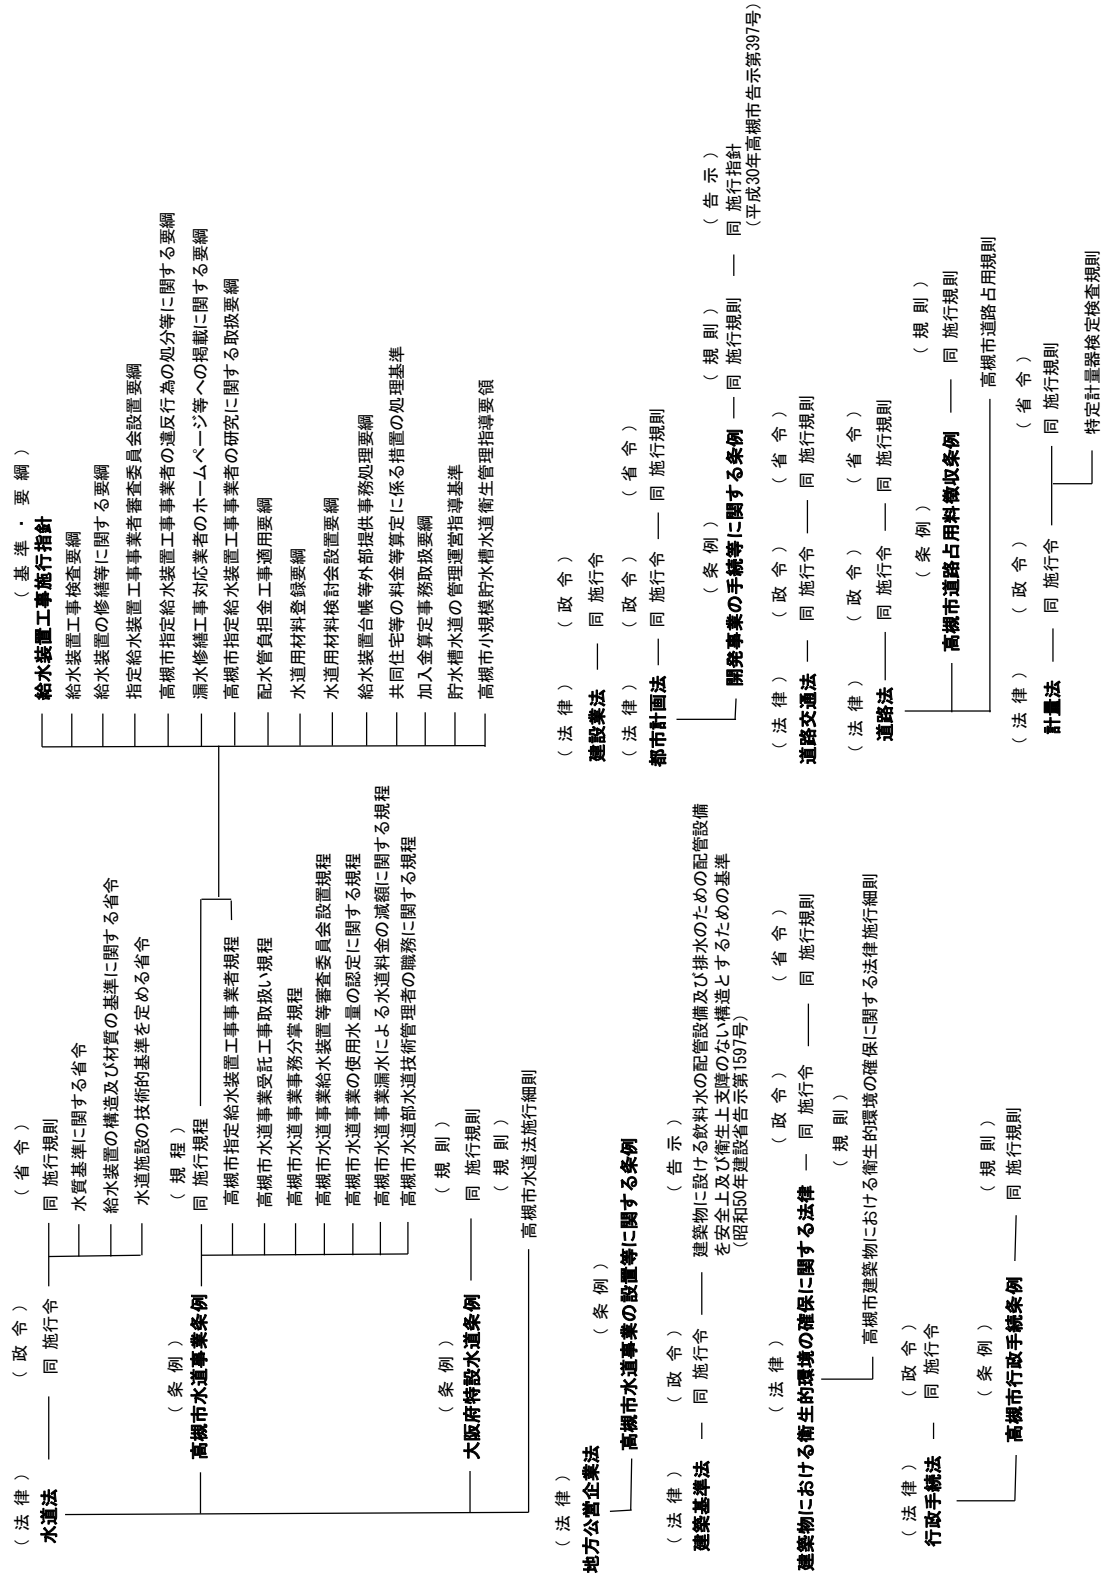 (法律) (政令) (省令)
水道法 同 施行令 同 施行規則
水質基準に関する省令
給水装置の構造及び材質の基準に関する省令
水道施設の技術的基準を定める省令
(条例) (規程)
高槻市水道事業条例 同 施行規程
高槻市指定給水装置工事事業者規程
高槻市水道事業受託工事取扱い規程
高槻市水道事業事務分掌規程
高槻市水道事業給水装置等審査委員会設置規程
高槻市水道事業の使用水量の認定に関する規程
高槻市水道事業漏水による水道料金の減額に関する規程
高槻市水道部水道技術管理者の職務に関する規程
(条例) (規則)
大阪府特設水道条例 同 施行規則
(規則)
高槻市水道法施行細則
(基準・要綱)
給水装置工事施行指針
給水装置工事検査要綱
給水装置の修繕等に関する要綱
指定給水装置工事事業者審査委員会設置要綱
高槻市指定給水装置工事事業者の違反行為の処分等に関する要綱
漏水修繕工事対応業者のホームページ等への掲載に関する要綱
高槻市指定給水装置工事事業者の研究に関する取扱要綱
配水管負担金工事適用要綱
水道用材料登録要綱
水道用材料検討会設置要綱
給水装置台帳等外部提供事務処理要綱
共同住宅等の料金等算定に係る措置の処理基準
加入金算定事務取扱要綱
貯水槽水道の管理運営指導基準
高槻市小規模貯水槽水道衛生管理指導要領
(法律)
地方公営企業法
(条例)
高槻市水道事業の設置等に関する条例
(法律) (政令) (告示)
建築基準法 同 施行令 建築物に設ける飲料水の配管設備及び排水のための配管設備
を安全上及び衛生上支障のない構造とするための基準
(昭和50年建設省告示第1597号)
(法律) (政令) (省令)
建築物における衛生的環境の確保に関する法律 同 施行令 同 施行規則
(規則)
高槻市建築物における衛生的環境の確保に関する法律施行細則
(法律) (政令)
行政手続法 同 施行令
(条例) (規則)
高槻市行政手続条例 同 施行規則
(法律) (政令)
建設業法 同 施行令
(法律) (政令) (省令)
都市計画法 同 施行令 同 施行規則
(条例) (規則) (告示)
開発事業の手続等に関する条例 同 施行規則 同 施行指針
(平成30年高槻市告示第397号)
(法律) (政令) (省令)
道路交通法 同 施行令 同 施行規則
(法律) (政令) (省令)
道路法 同 施行令 同 施行規則
(条例) (規則)
高槻市道路占用料徴収条例 同 施行規則
高槻市道路占用規則
(法律) (政令) (省令)
計量法 同 施行令 同 施行規則
特定計量器検定検査規則